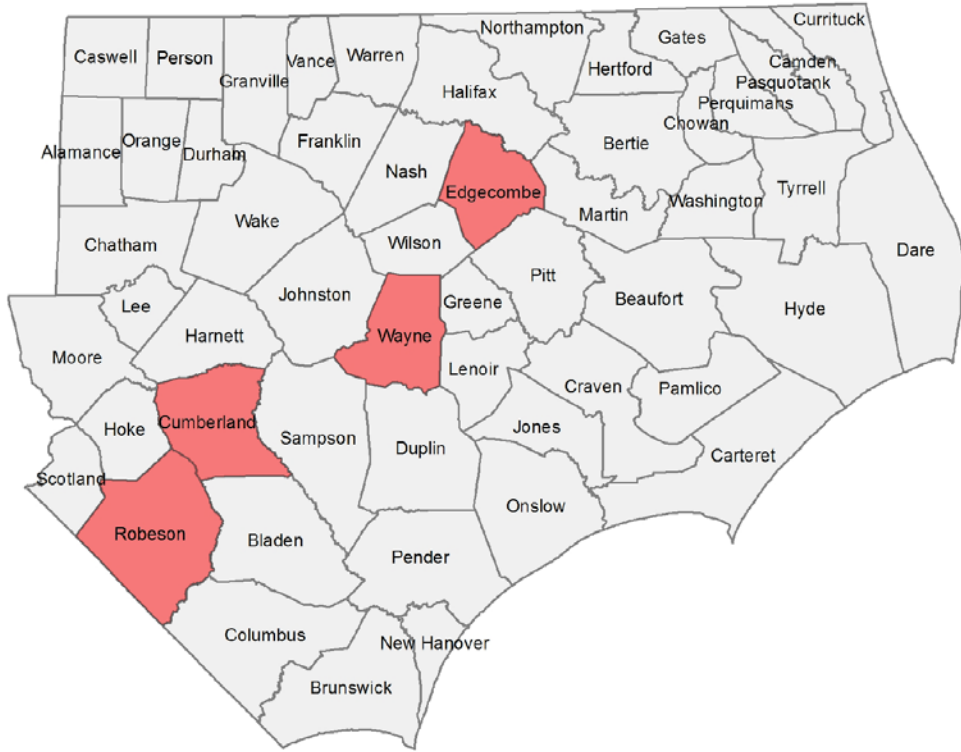 Currituck
Northampton
Gates
Caswell
Person
Vance
Warren
Camden
Hertford
Granville
Pasquotank
Halifax
Perquimans
Chowan
Orange
Franklin
Bertie
Alamance
Durham
Nash
Edgecombe
Tyrrell
Washington
Martin
Wake
Wilson
Chatham
Dare
Pitt
Johnston
Beaufort
Greene
Lee
Hyde
Harnett
Wayne
Moore
Lenoir
Craven
Pamlico
Cumberland
Hoke
Jones
Sampson
Duplin
Carteret
Scotland
Onslow
Robeson
Bladen
Pender
Columbus
New Hanover
Brunswick